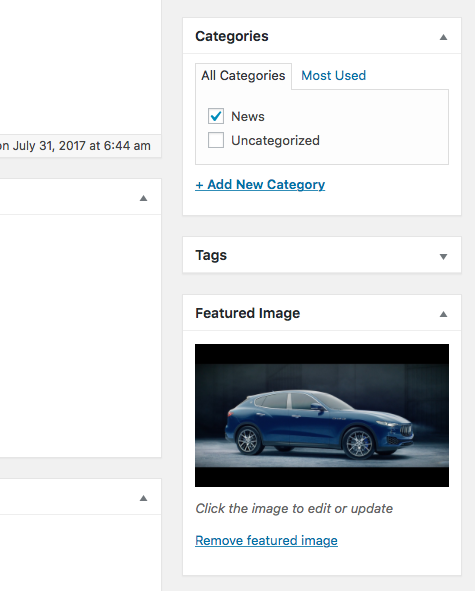 Categories
All Categories
Most Used
News
Uncategorized
on July 31, 2017 at 6:44 am
+ Add New Category
Tags
Featured Image
Click the image to edit or update
Remove featured image